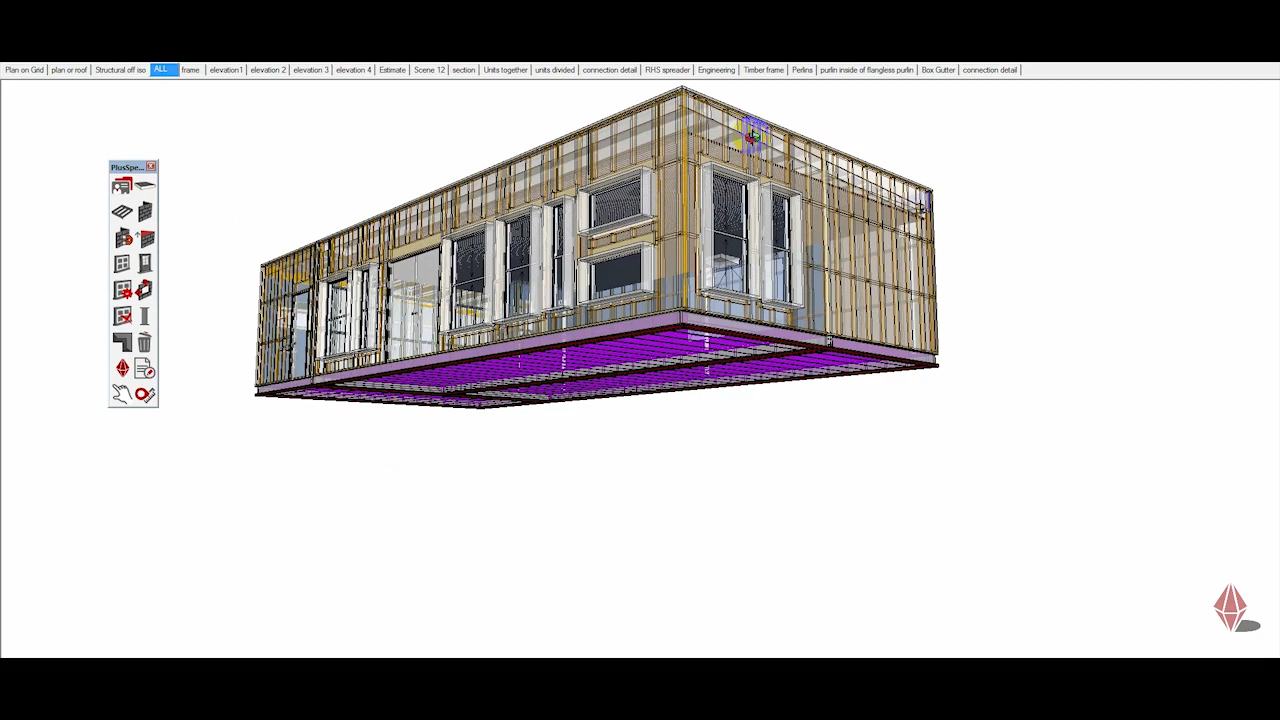 Plan on Grid plan or roof Structural off iso ALL frame elevation1 elevation 2 elevation 3 elevation 4 Estimate Scene 12 section Units together units divided connection detail RHS spreader Engineering Timber frame Perlins purlin inside of flangless purlin Box Gutter connection detail
PlusSpe...